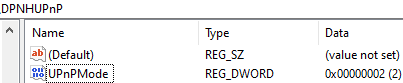 DPNHUPnP
Name Type Data
(Default) REG_SZ (value not set)
UPnPMode REG_DWORD 0x00000002 (2)